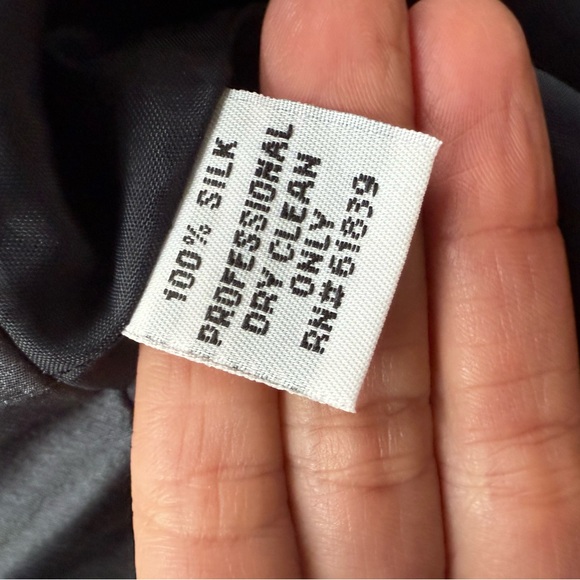 100% SILK
PROFESSIONAL
DRY CLEAN
ONLY
RN#61839